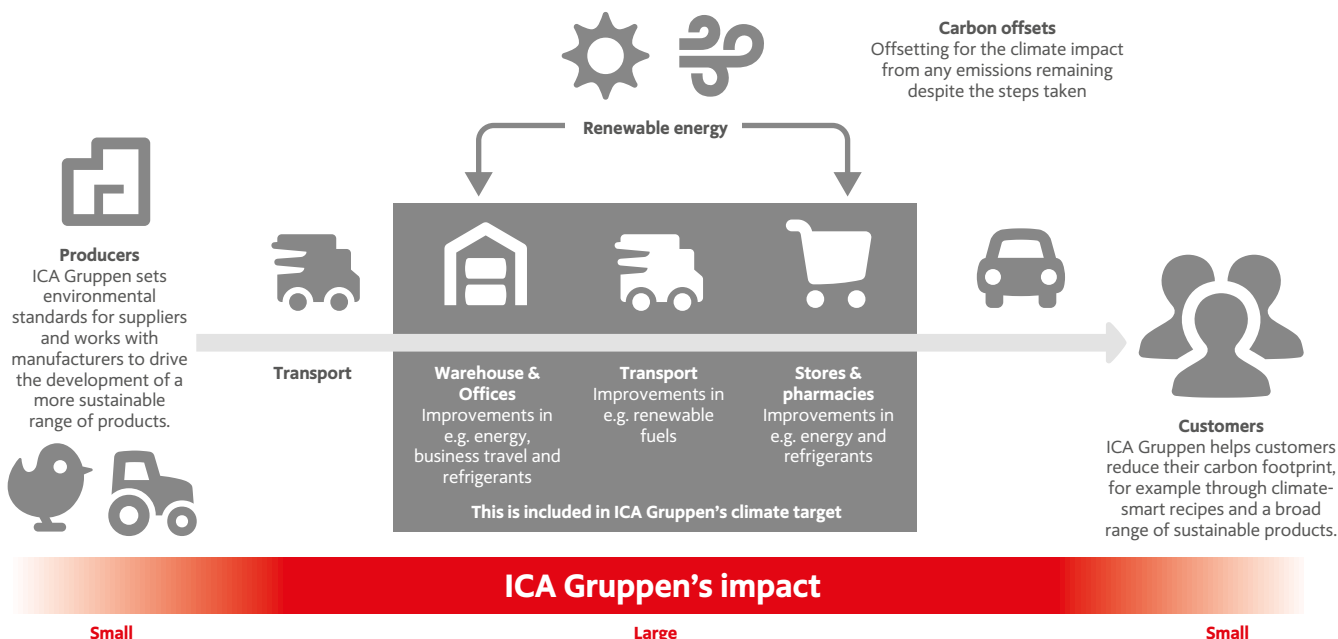 Carbon offsets
Offsetting for the climate impact
from any emissions remaining
despite the steps taken
Renewable energy
Producers
ICA Gruppen sets
environmental
standards for suppliers
and works with
manufacturers to drive
the development of a
more sustainable
range of products.
Transport
Warehouse &
Offices
Improvements in
e.g. energy,
business travel and
refrigerants
Transport
Improvements in
e.g. renewable
fuels
Stores &
pharmacies
Improvements in
e.g. energy and
refrigerants
This is included in ICA Gruppen's climate target
Customers
ICA Gruppen helps customers
reduce their carbon footprint,
for example through climate-
smart recipes and a broad
range of sustainable products.
ICA Gruppen's impact
Small
Large
Small